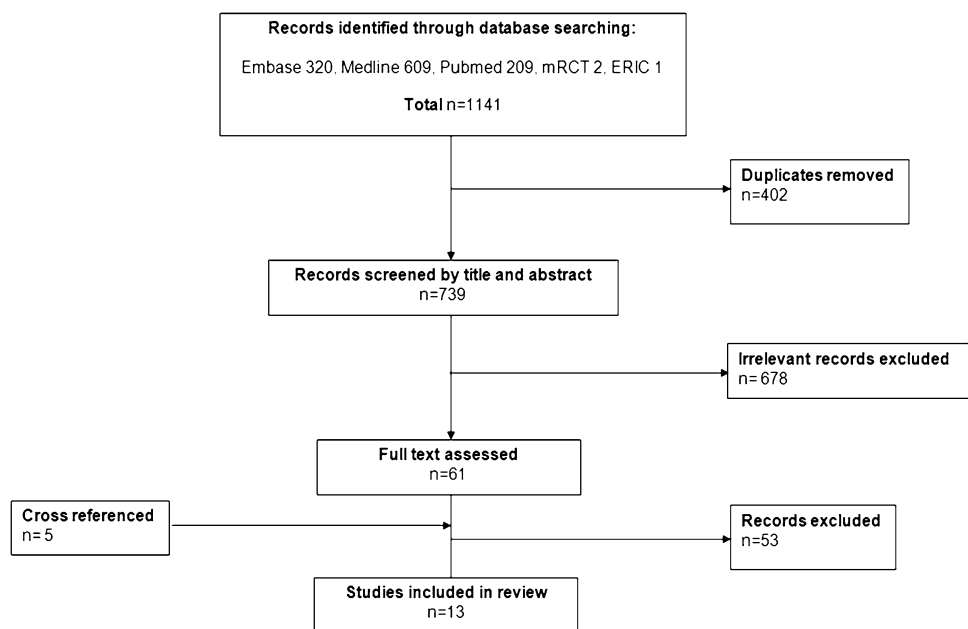 Records identified through database searching:
Embase 320, Medline 609, Pubmed 209, mRCT 2, ERIC 1
Total n=1141
Duplicates removed
n=402
Records screened by title and abstract
n=739
Irrelevant records excluded
n= 678
Full text assessed
n=61
Cross referenced
n= 5
Records excluded
n=53
Studies included in review
n=13